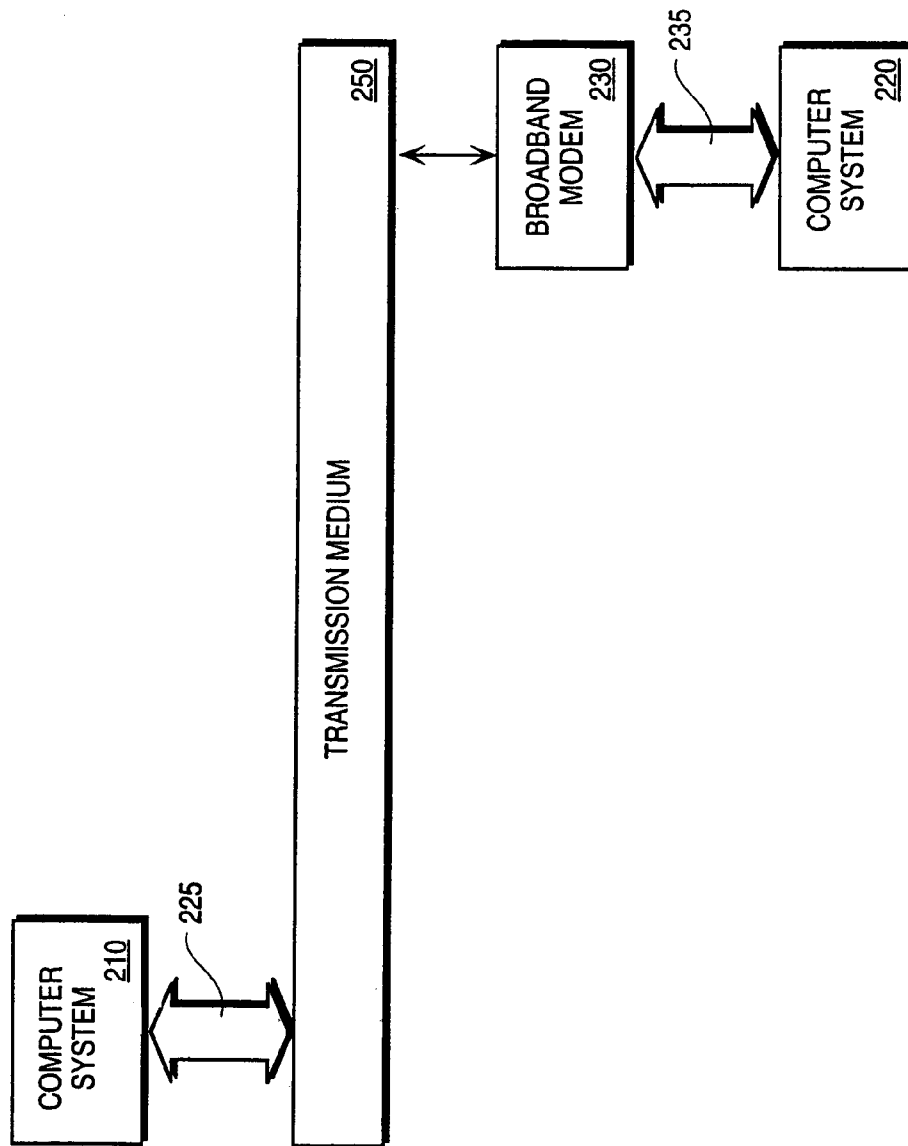 COMPUTER
SYSTEM
210
225
TRANSMISSION MEDIUM
250
BROADBAND
MODEM
230
235
COMPUTER
SYSTEM
220